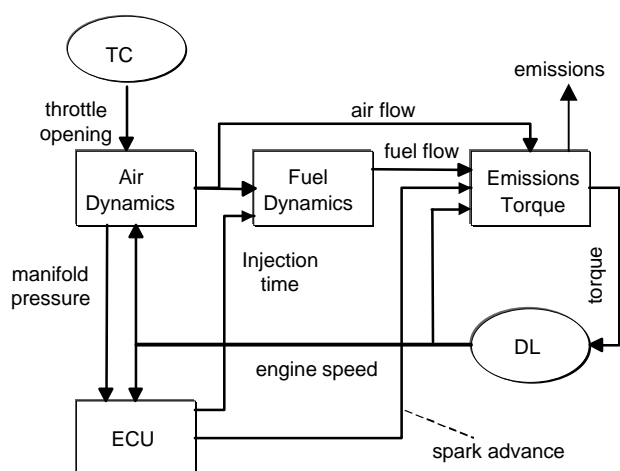 TC
emissions
throttle
opening
air flow
fuel flow
Air
Dynamics
Fuel
Dynamics
Emissions
Torque
manifold
pressure
Injection
time
torque
DL
engine speed
ECU
spark advance